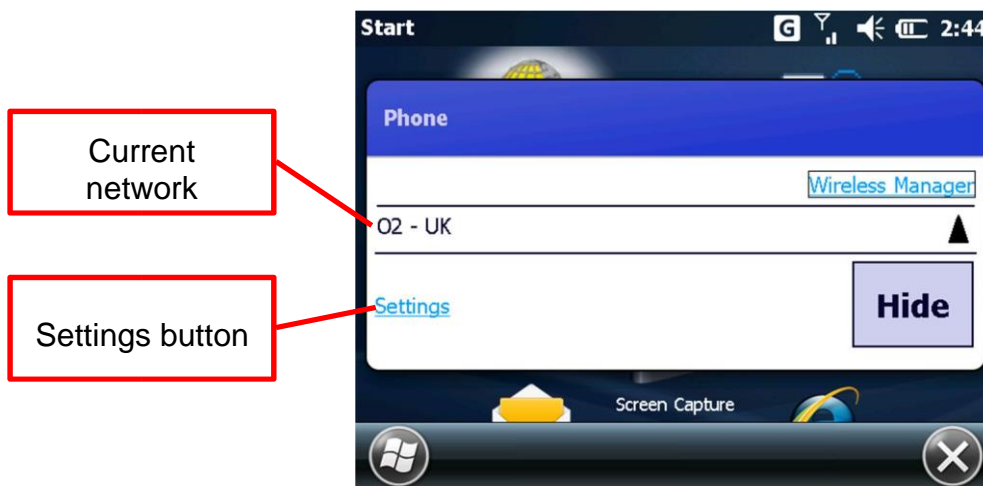 Start
G
2:44
Phone
Current
network
Wireless Manager
O2 - UK
Settings
Hide
Settings button
Screen Capture